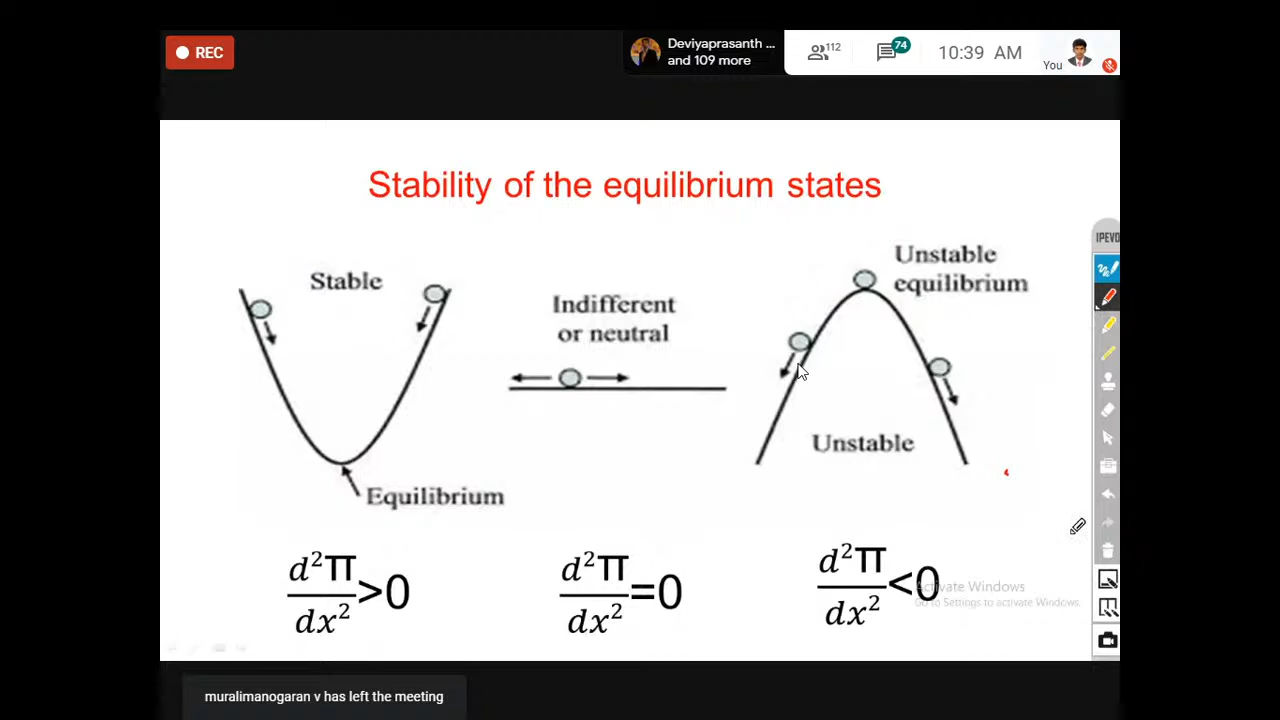 REC
Deviyaprasanth ...
and 109 more
112
74
10:39 AM
You
Stability of the equilibrium states
IPEVO
Stable
Indifferent
or neutral
Unstable
equilibrium
Unstable
Equilibrium
d²Π/dx²>0
d²Π/dx²=0
d²Π/dx²<0
Activate Windows
Go to Settings to activate Windows.
muralimanogaran v has left the meeting